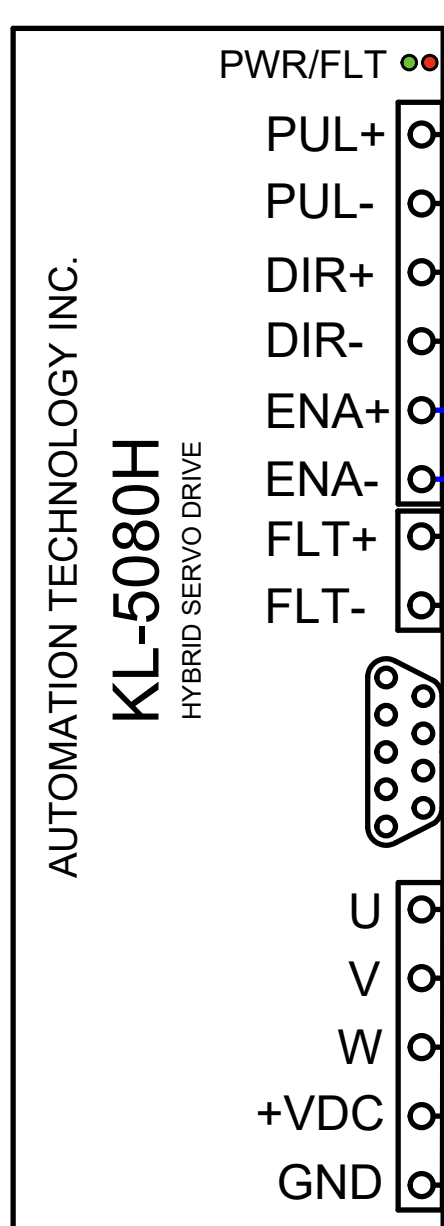 PWR/FLT
PUL+
PUL-
DIR+
DIR-
ENA+
ENA-
FLT+
FLT-
AUTOMATION TECHNOLOGY INC.
KL-5080H
HYBRID SERVO DRIVE
U
V
W
+VDC
GND